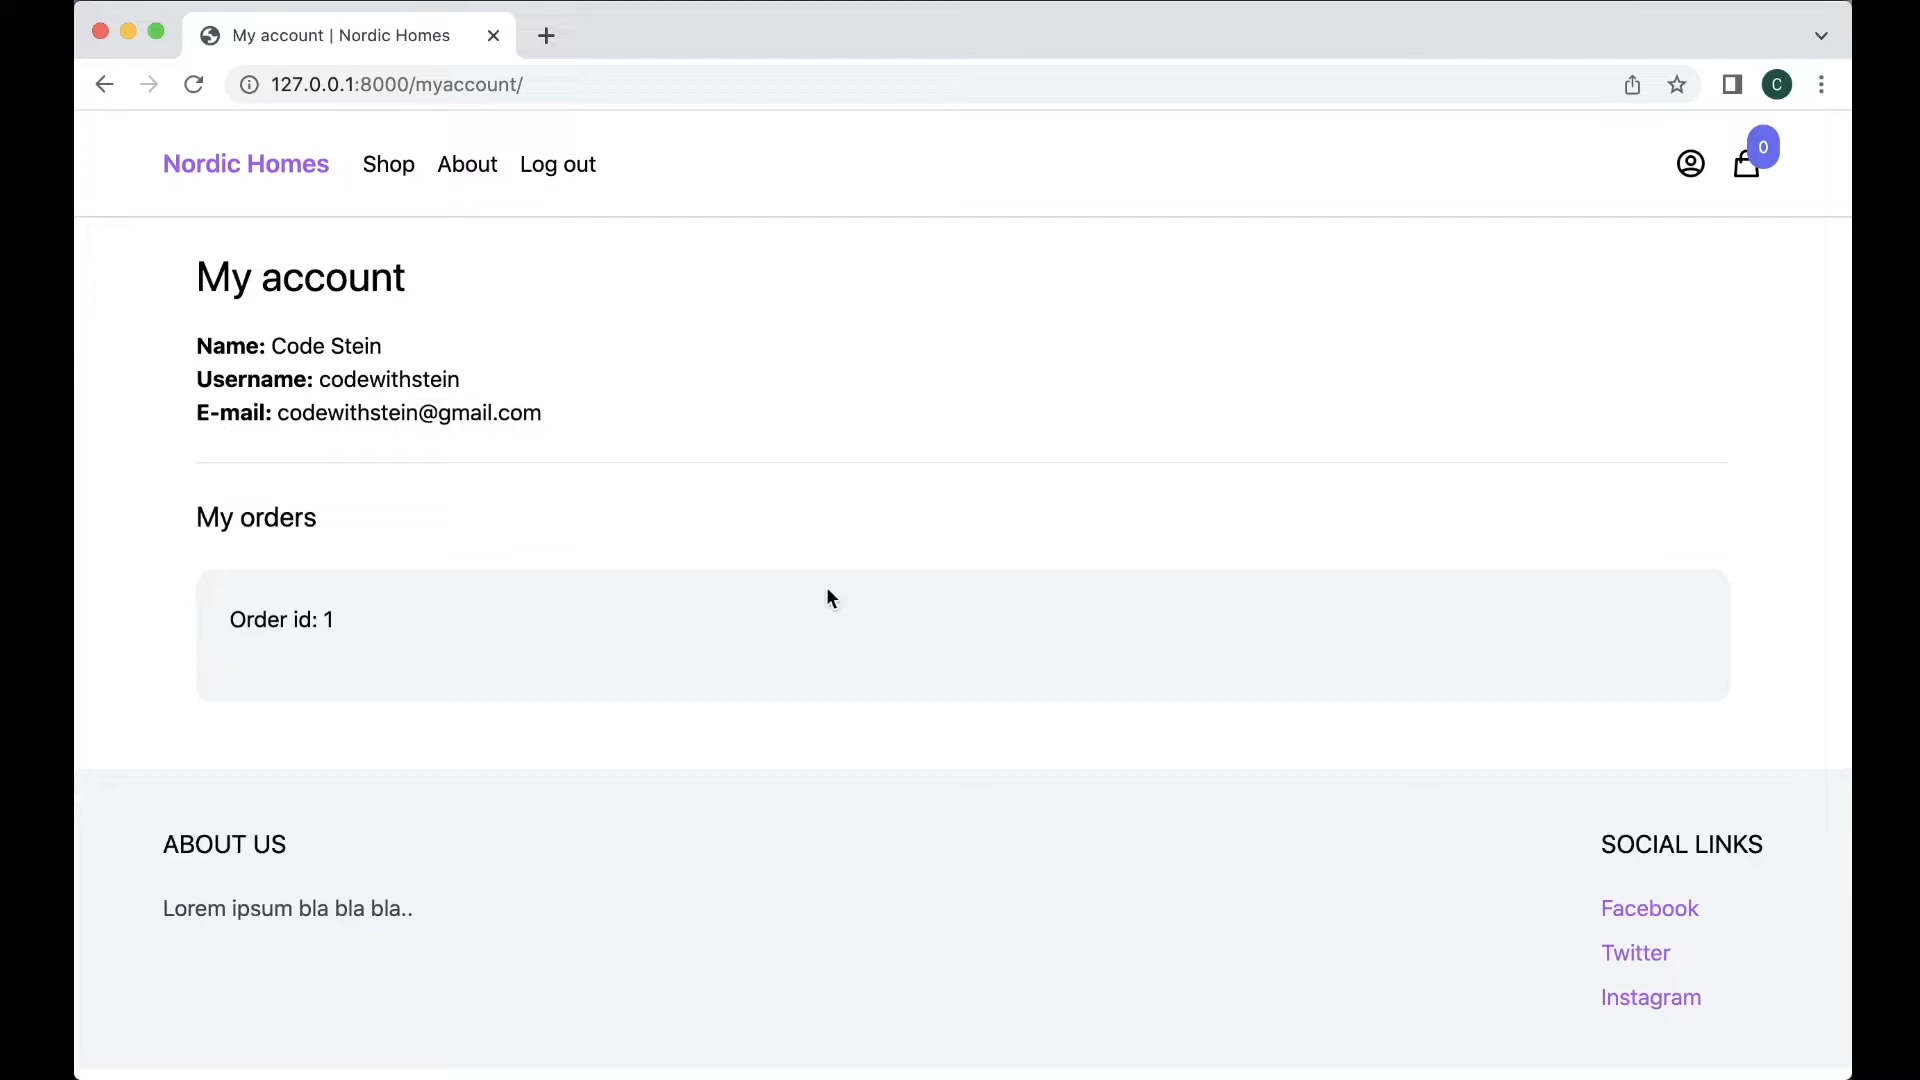 My account | Nordic Homes
127.0.0.1:8000/myaccount/
C
Nordic Homes Shop About Log out
0
My account
Name: Code Stein
Username: codewithstein
E-mail: codewithstein@gmail.com
My orders
Order id: 1
ABOUT US
Lorem ipsum bla bla bla..
SOCIAL LINKS
Facebook
Twitter
Instagram